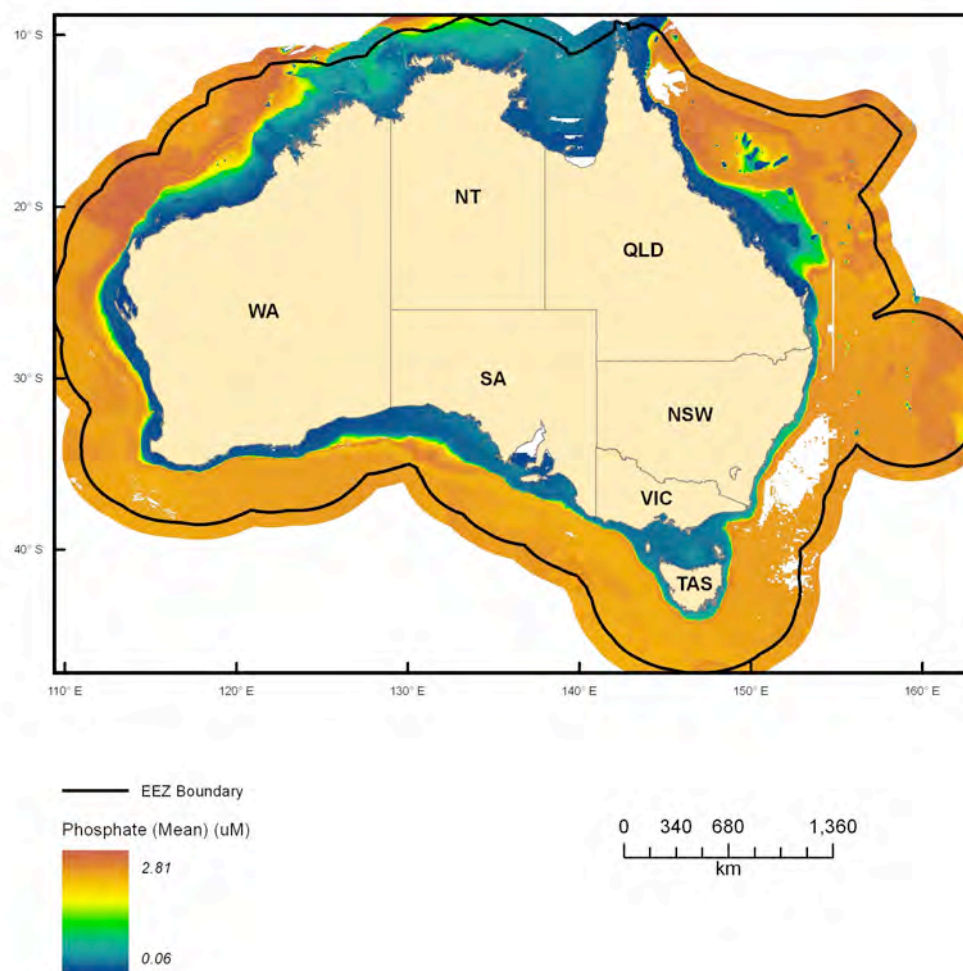 10° S
20° S
30° S
40° S
NT
QLD
WA
SA
NSW
VIC
TAS
110° E
120° E
130° E
140° E
150° E
160° E
EEZ Boundary
Phosphate (Mean) (uM)
2.81
0.06
0 340 680 1,360
km